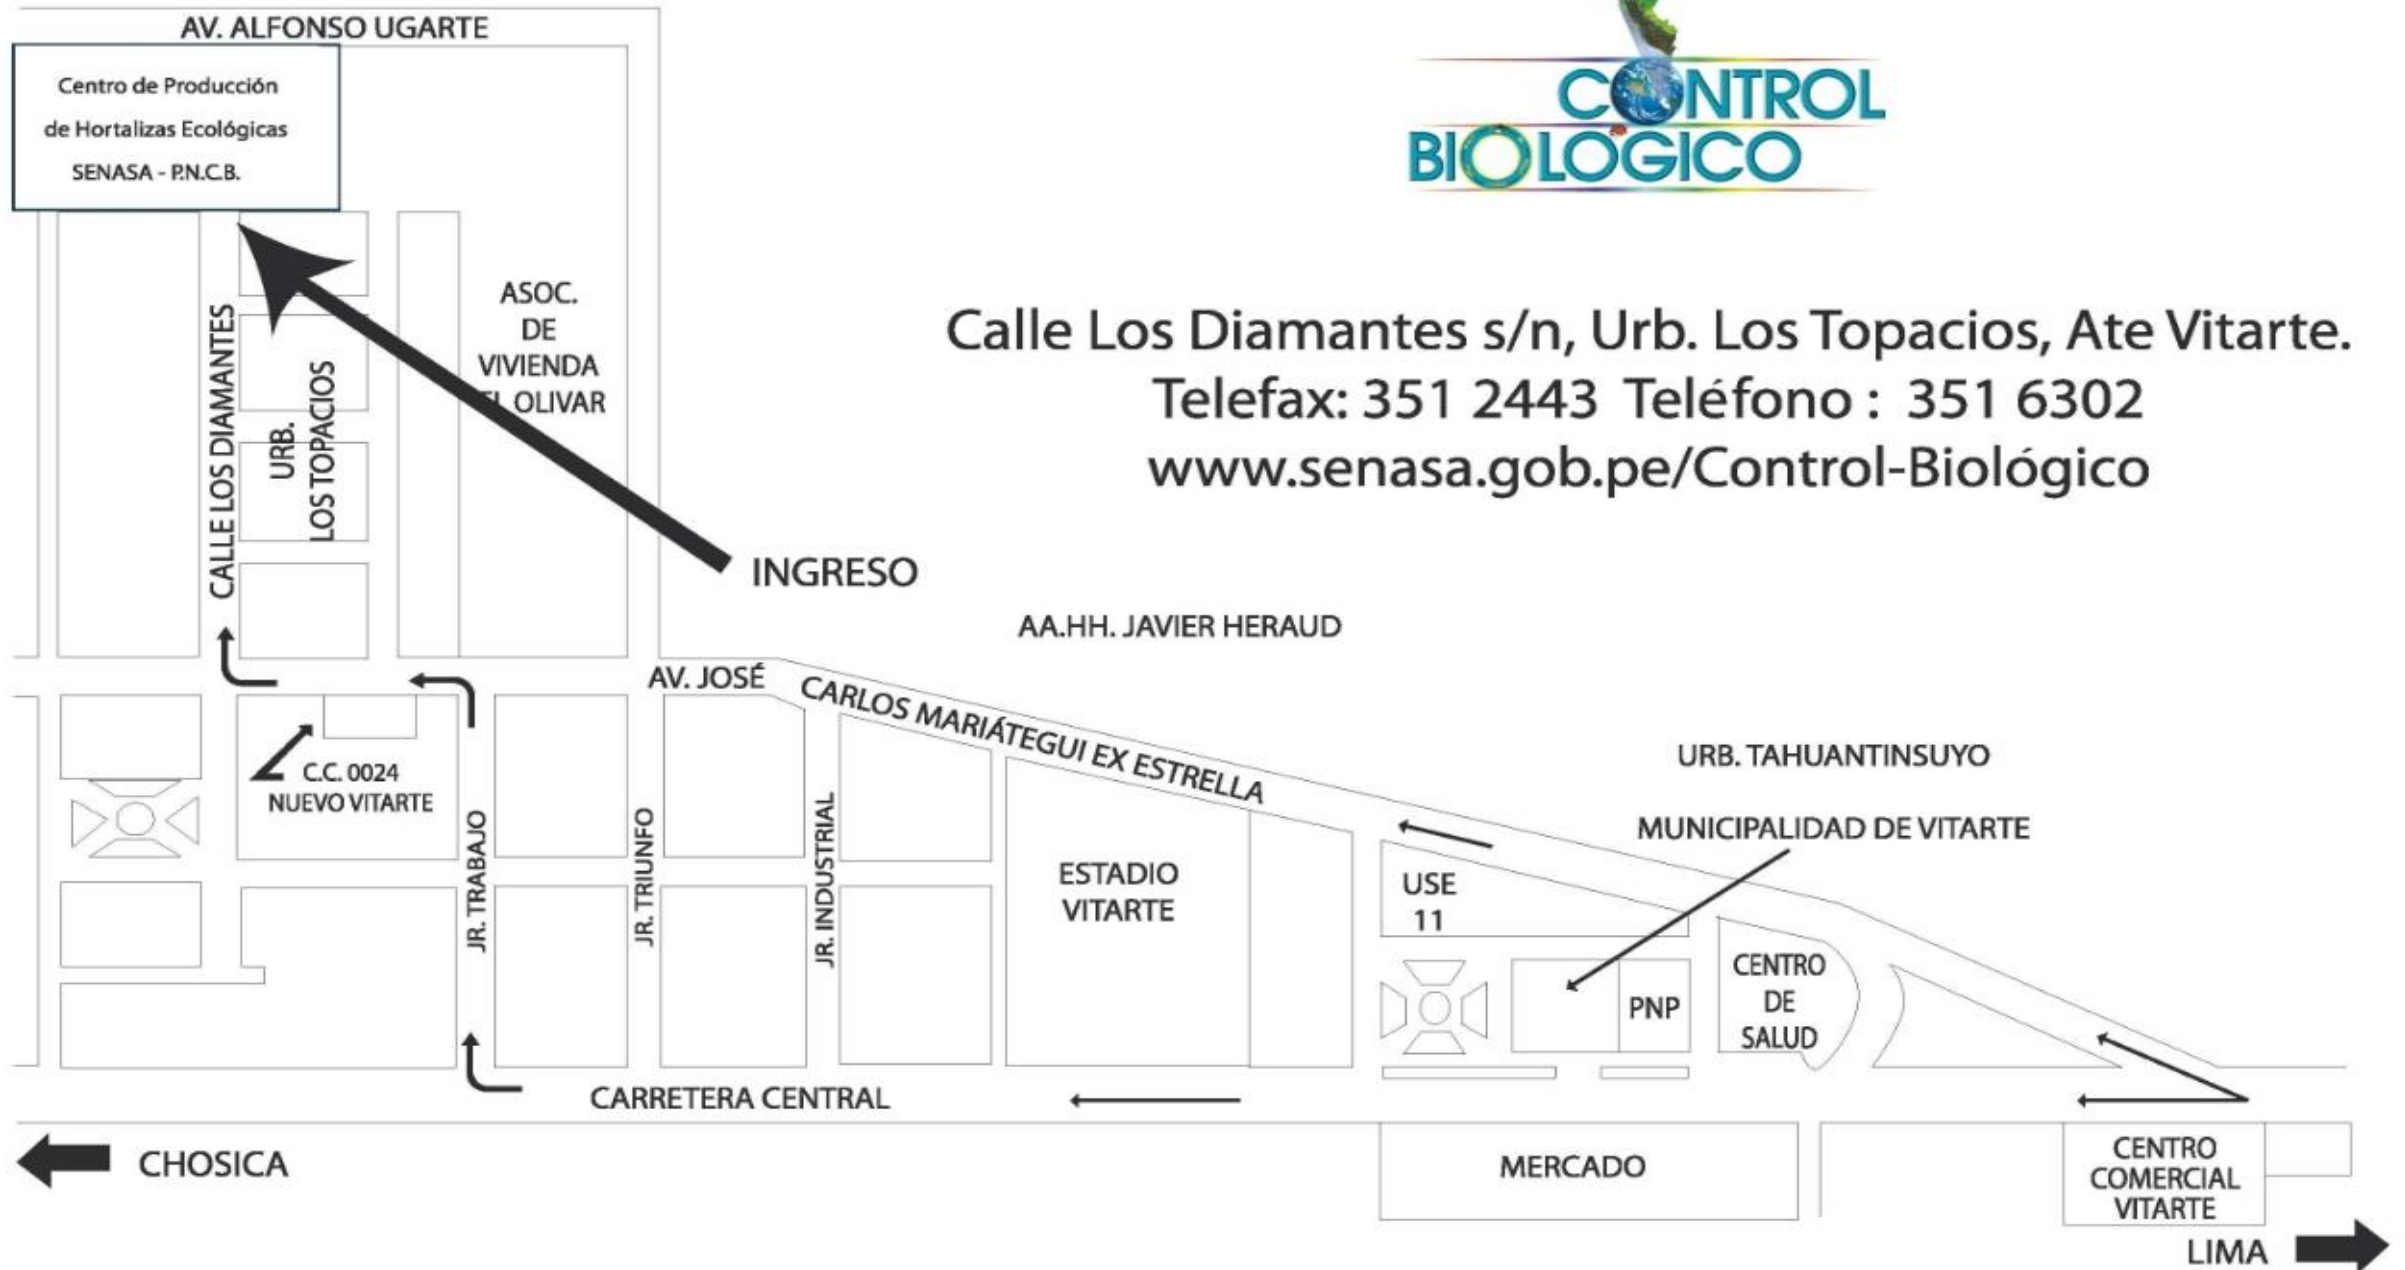 AV. ALFONSO UGARTE
Centro de Producción
de Hortalizas Ecológicas
SENASA - P.N.C.B.
CONTROL
BIOLÓGICO
Calle Los Diamantes s/n, Urb. Los Topacios, Ate Vitarte.
Telefax: 351 2443 Teléfono : 351 6302
www.senasa.gob.pe/Control-Biológico
ASOC.
DE
VIVIENDA
EL OLIVAR
CALLE LOS DIAMANTES
URB.
LOS TOPACIOS
INGRESO
AA.HH. JAVIER HERAUD
AV. JOSÉ CARLOS MARIÁTEGUI EX ESTRELLA
URB. TAHUANTINSUYO
MUNICIPALIDAD DE VITARTE
C.C. 0024
NUEVO VITARTE
JR. TRABAJO
JR. TRIUNFO
JR. INDUSTRIAL
ESTADIO
VITARTE
USE
11
PNP
CENTRO
DE
SALUD
CARRETERA CENTRAL
CHOSICA
MERCADO
CENTRO
COMERCIAL
VITARTE
LIMA